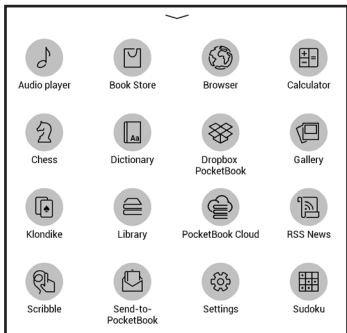 Audio player
Book Store
Browser
Calculator
Chess
Aa
Dictionary
Dropbox
PocketBook
Gallery
Klondike
Library
PocketBook Cloud
RSS News
Scribble
Send-to-
PocketBook
Settings
Sudoku